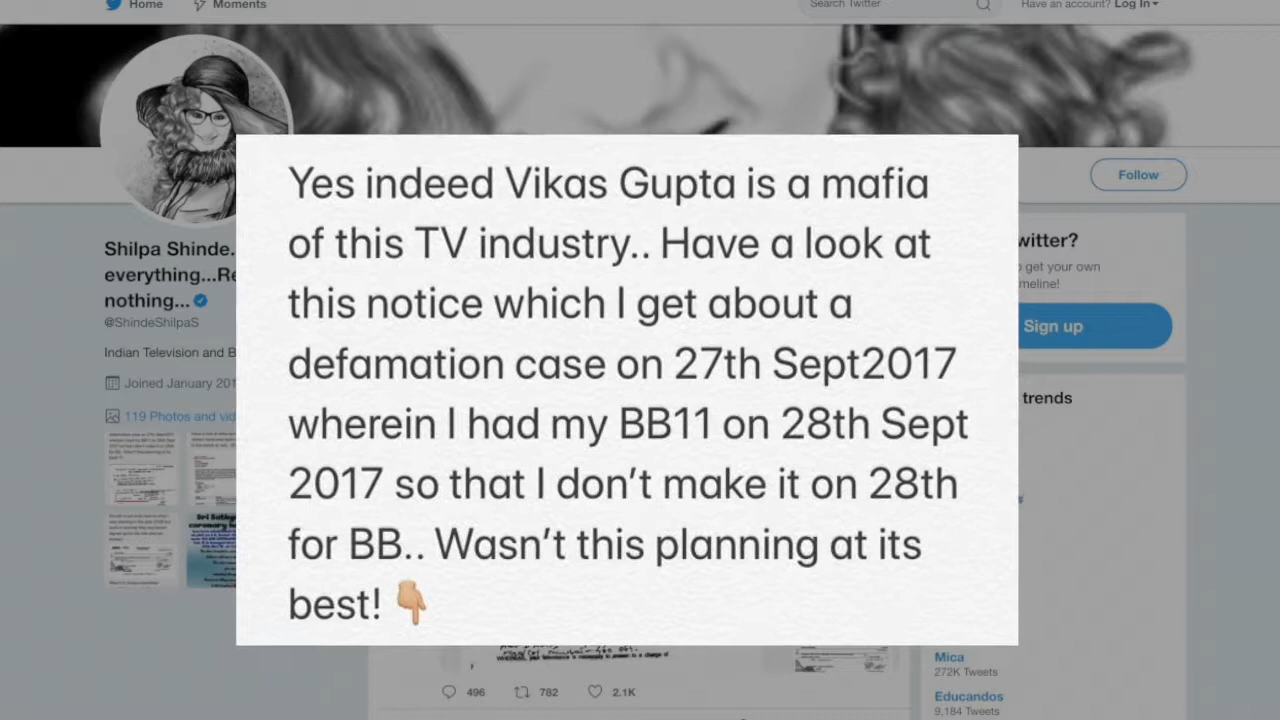 Home
Moments
Search Twitter
Have an account? Log In
Follow
Yes indeed Vikas Gupta is a mafia
of this TV industry.. Have a look at
this notice which I get about a
defamation case on 27th Sept2017
wherein I had my BB11 on 28th Sept
2017 so that I don't make it on 28th
for BB.. Wasn't this planning at its
best! 👇🏼
Shilpa Shinde.
everything...Re
nothing...
@ShindeShilpaS
Indian Television and B
Joined January 201
119 Photos and vid
witter?
get your own
meline!
Sign up
trends
496 782 2.1K
Mica
272K Tweets
Educandos
9,184 Tweets